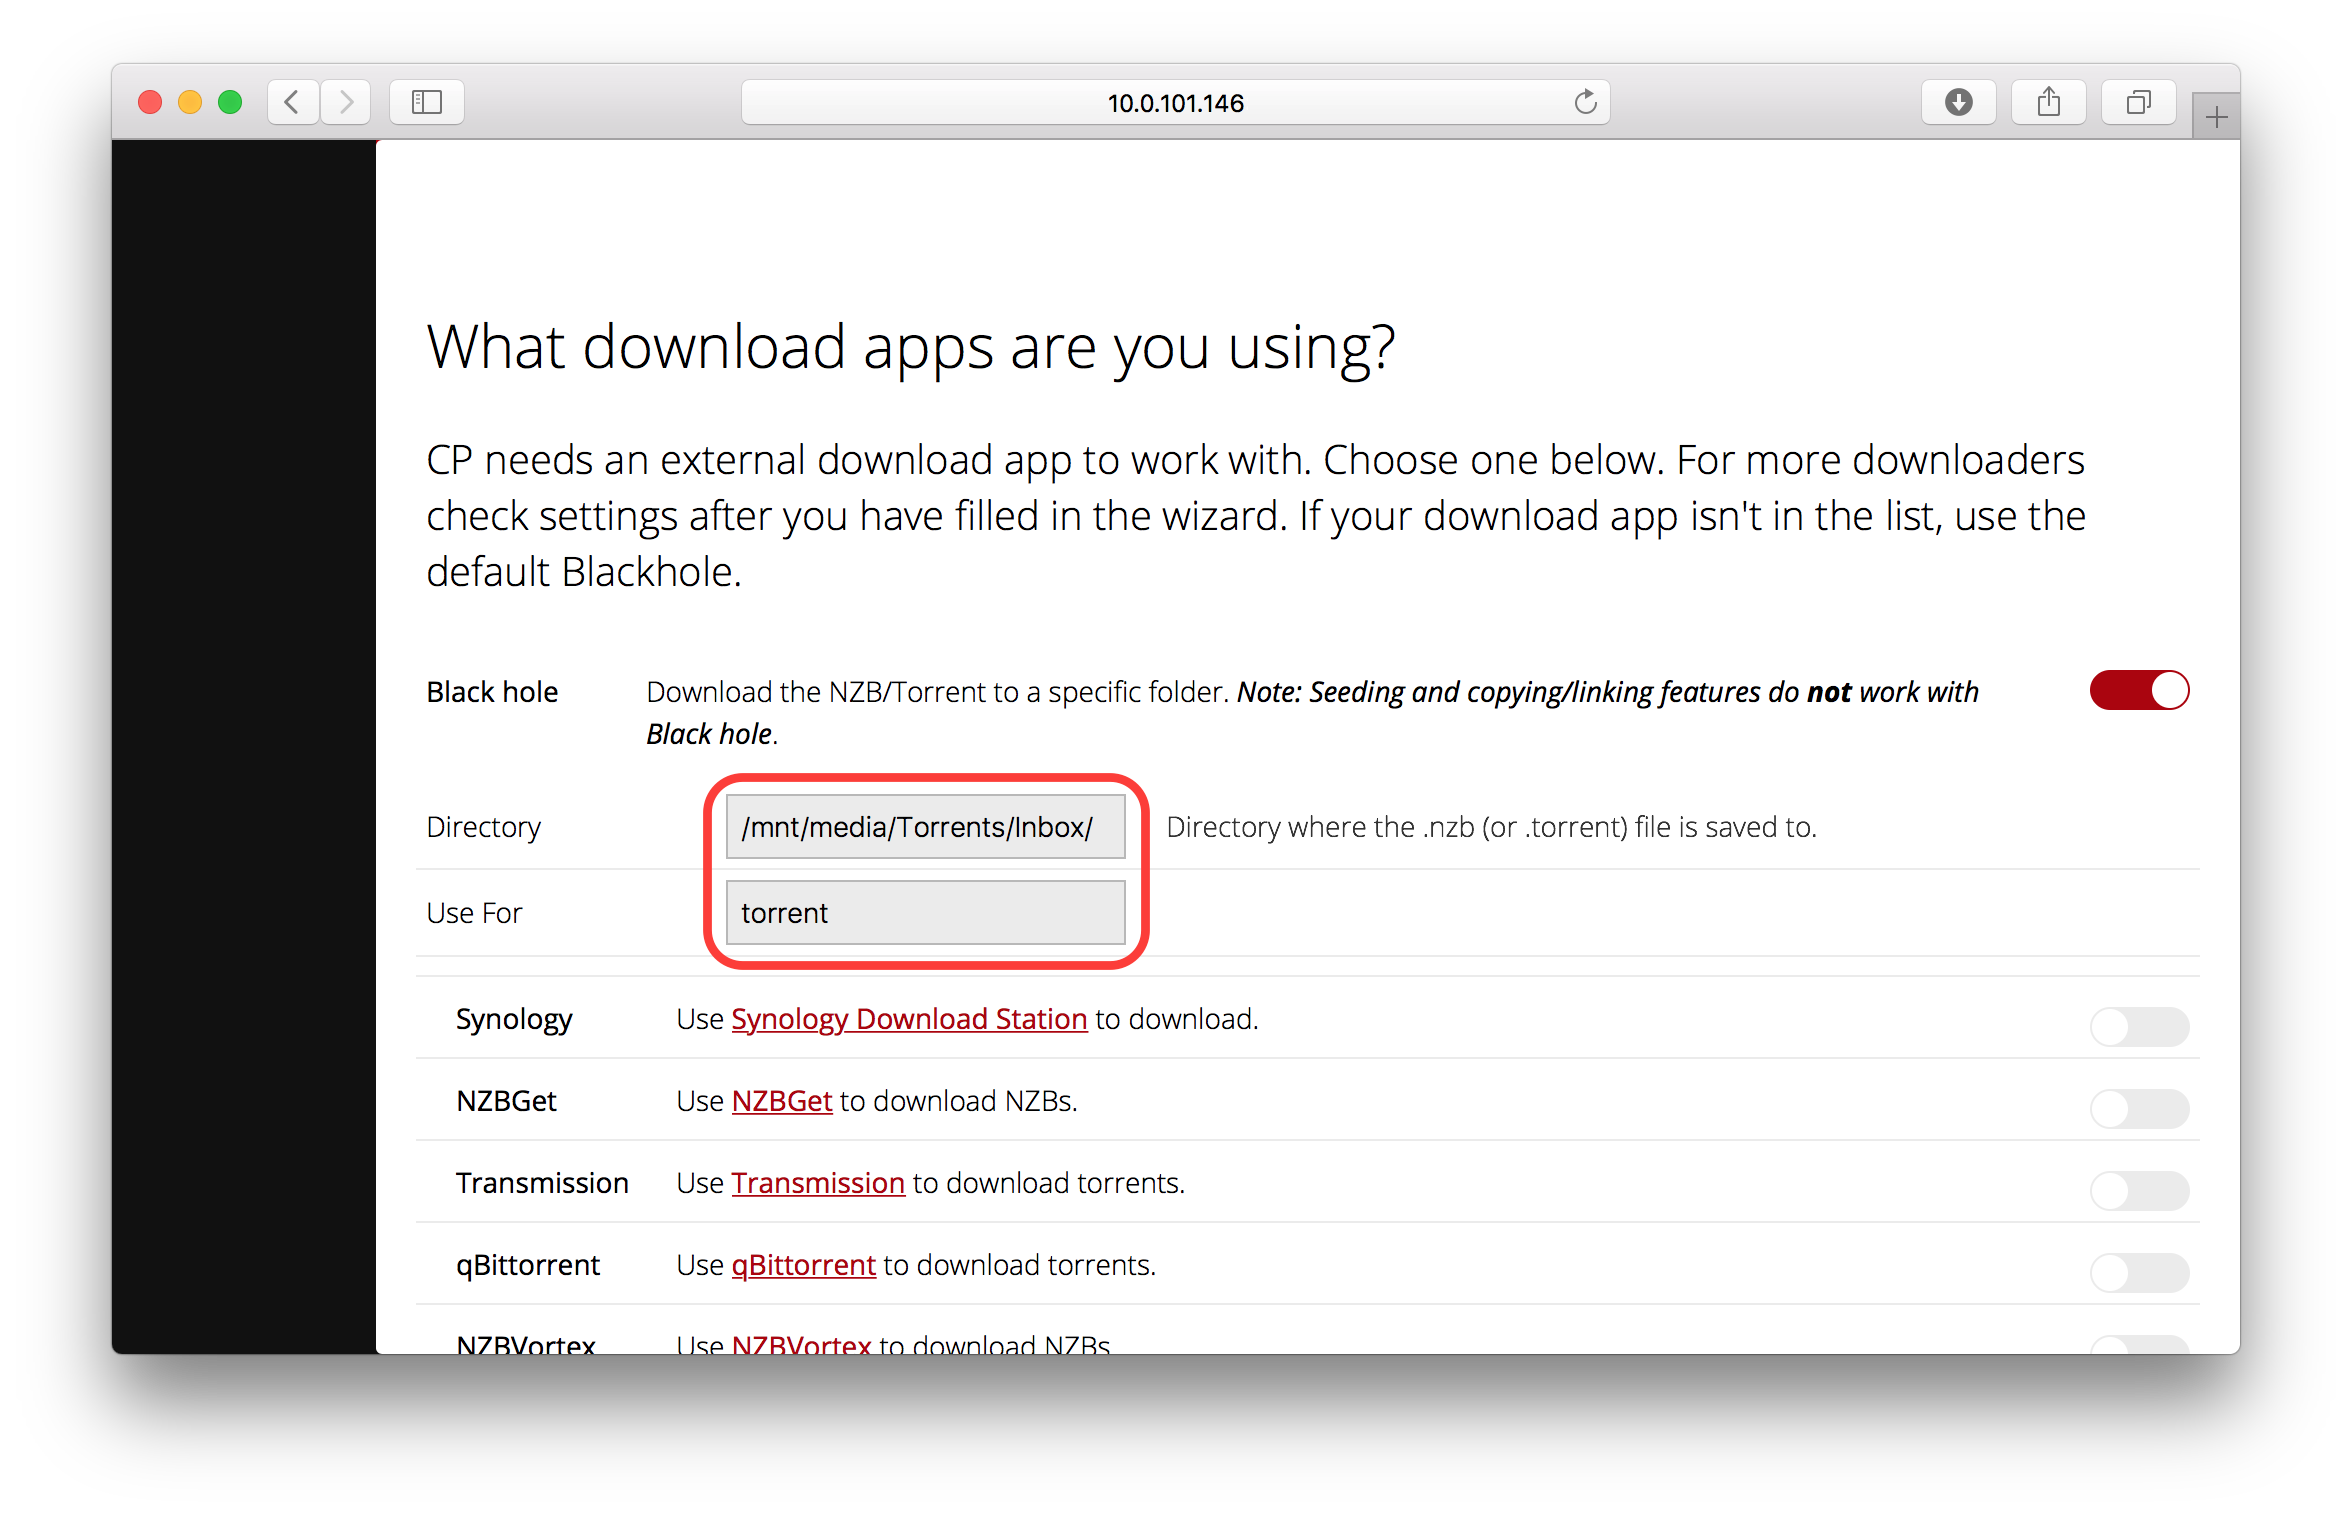 10.0.101.146
What download apps are you using?
CP needs an external download app to work with. Choose one below. For more downloaders
check settings after you have filled in the wizard. If your download app isn't in the list, use the
default Blackhole.
Black hole Download the NZB/Torrent to a specific folder. Note: Seeding and copying/linking features do not work with
Black hole.
Directory /mnt/media/Torrents/Inbox/ Directory where the .nzb (or .torrent) file is saved to.
Use For torrent
Synology Use Synology Download Station to download.
NZBGet Use NZBGet to download NZBs.
Transmission Use Transmission to download torrents.
qBittorrent Use qBittorrent to download torrents.
NZBVortex Use NZBVortex to download NZBs